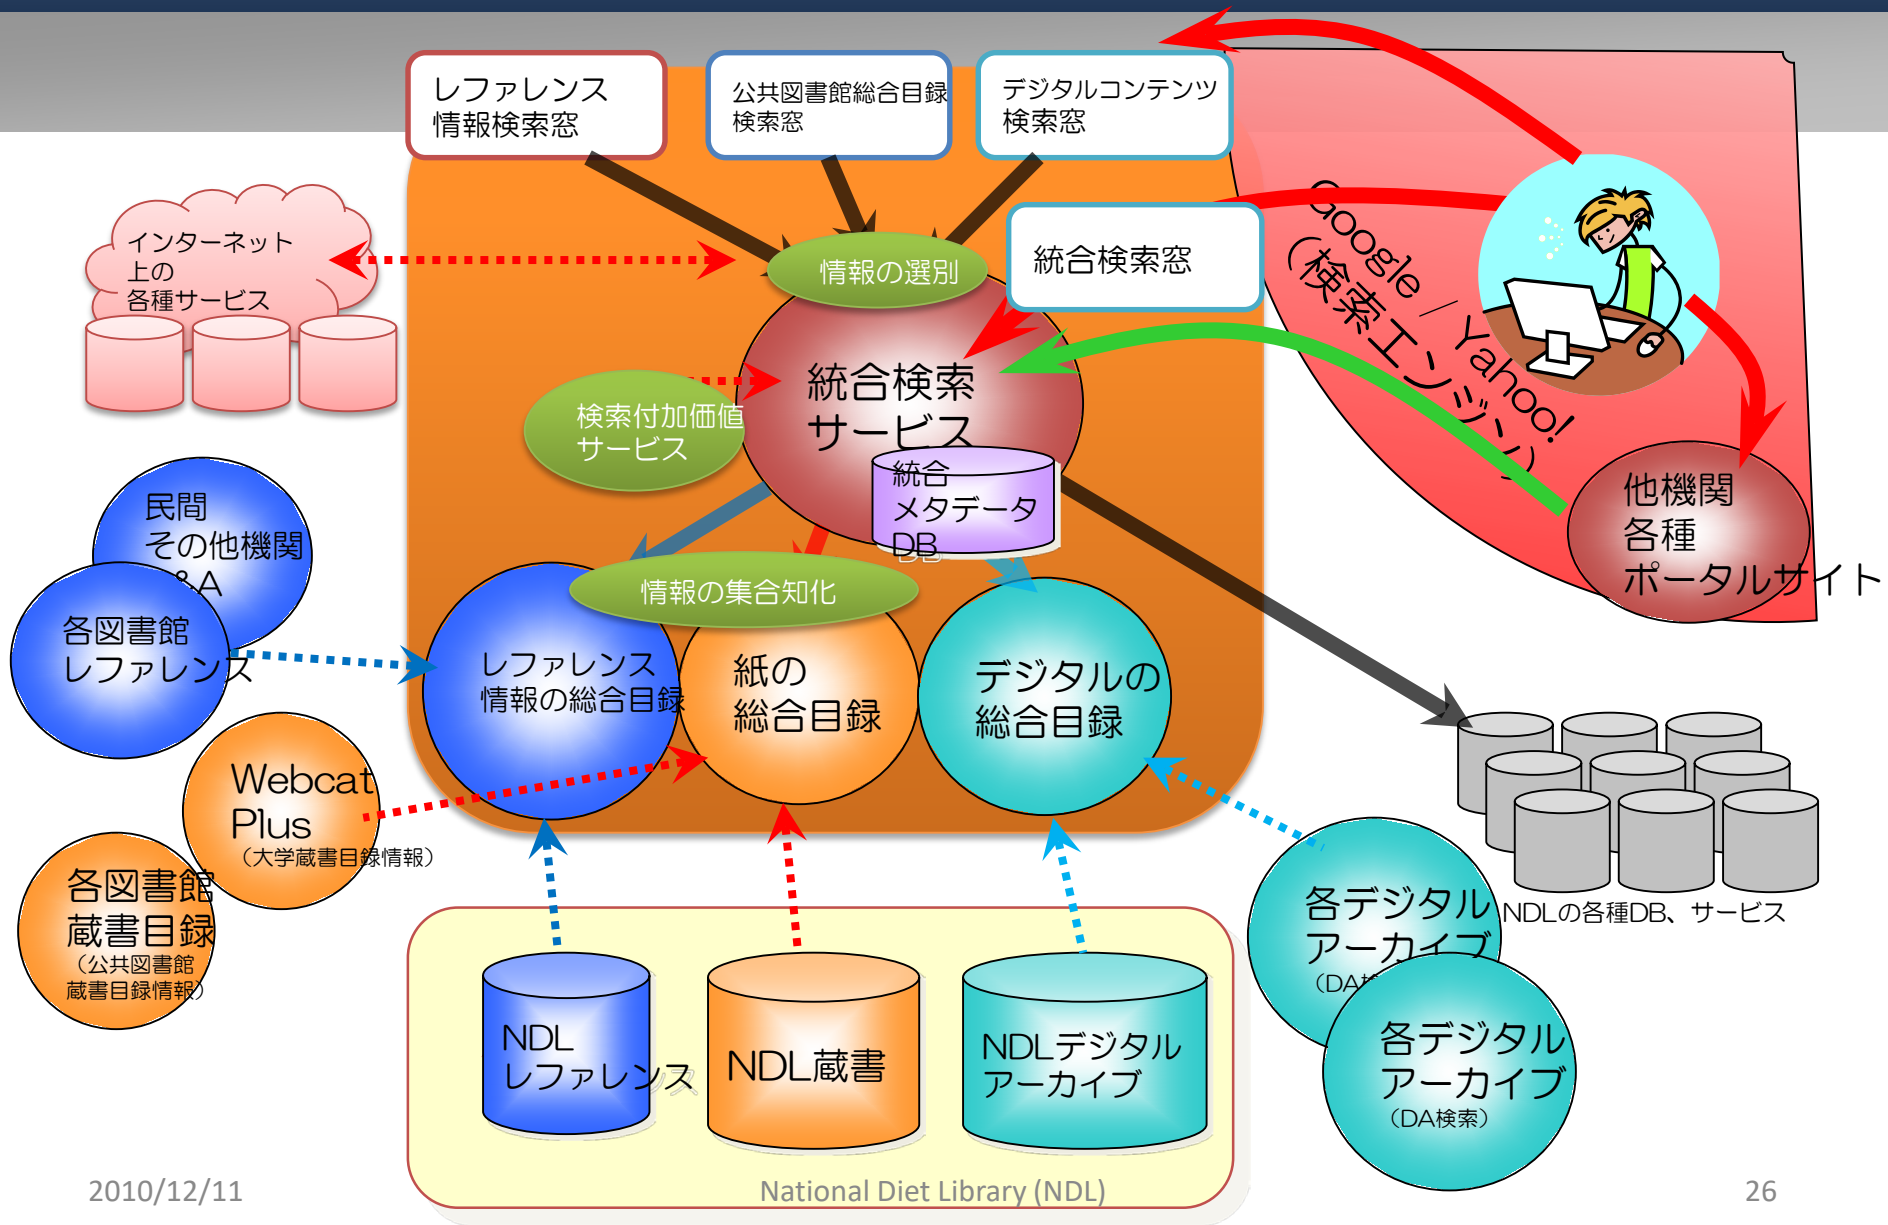 レファレンス
情報検索窓
公共図書館総合目録
検索窓
デジタルコンテンツ
検索窓
統合検索窓
Google / Yahoo!
（検索エンジン）
インターネット
上の
各種サービス
情報の選別
統合検索
サービス
検索付加価値
サービス
統合
メタデータ
DB
他機関
各種
ポータルサイト
民間
その他機関
&A
各図書館
レファレンス
情報の集合知化
レファレンス
情報の総合目録
紙の
総合目録
デジタルの
総合目録
Webcat
Plus
（大学蔵書目録情報）
各図書館
蔵書目録
（公共図書館
蔵書目録情報）
NDLの各種DB、サービス
各デジタル
アーカイブ
（DA
各デジタル
アーカイブ
（DA検索）
NDL
レファレンス
NDL蔵書
NDLデジタル
アーカイブ
2010/12/11
National Diet Library (NDL)
26